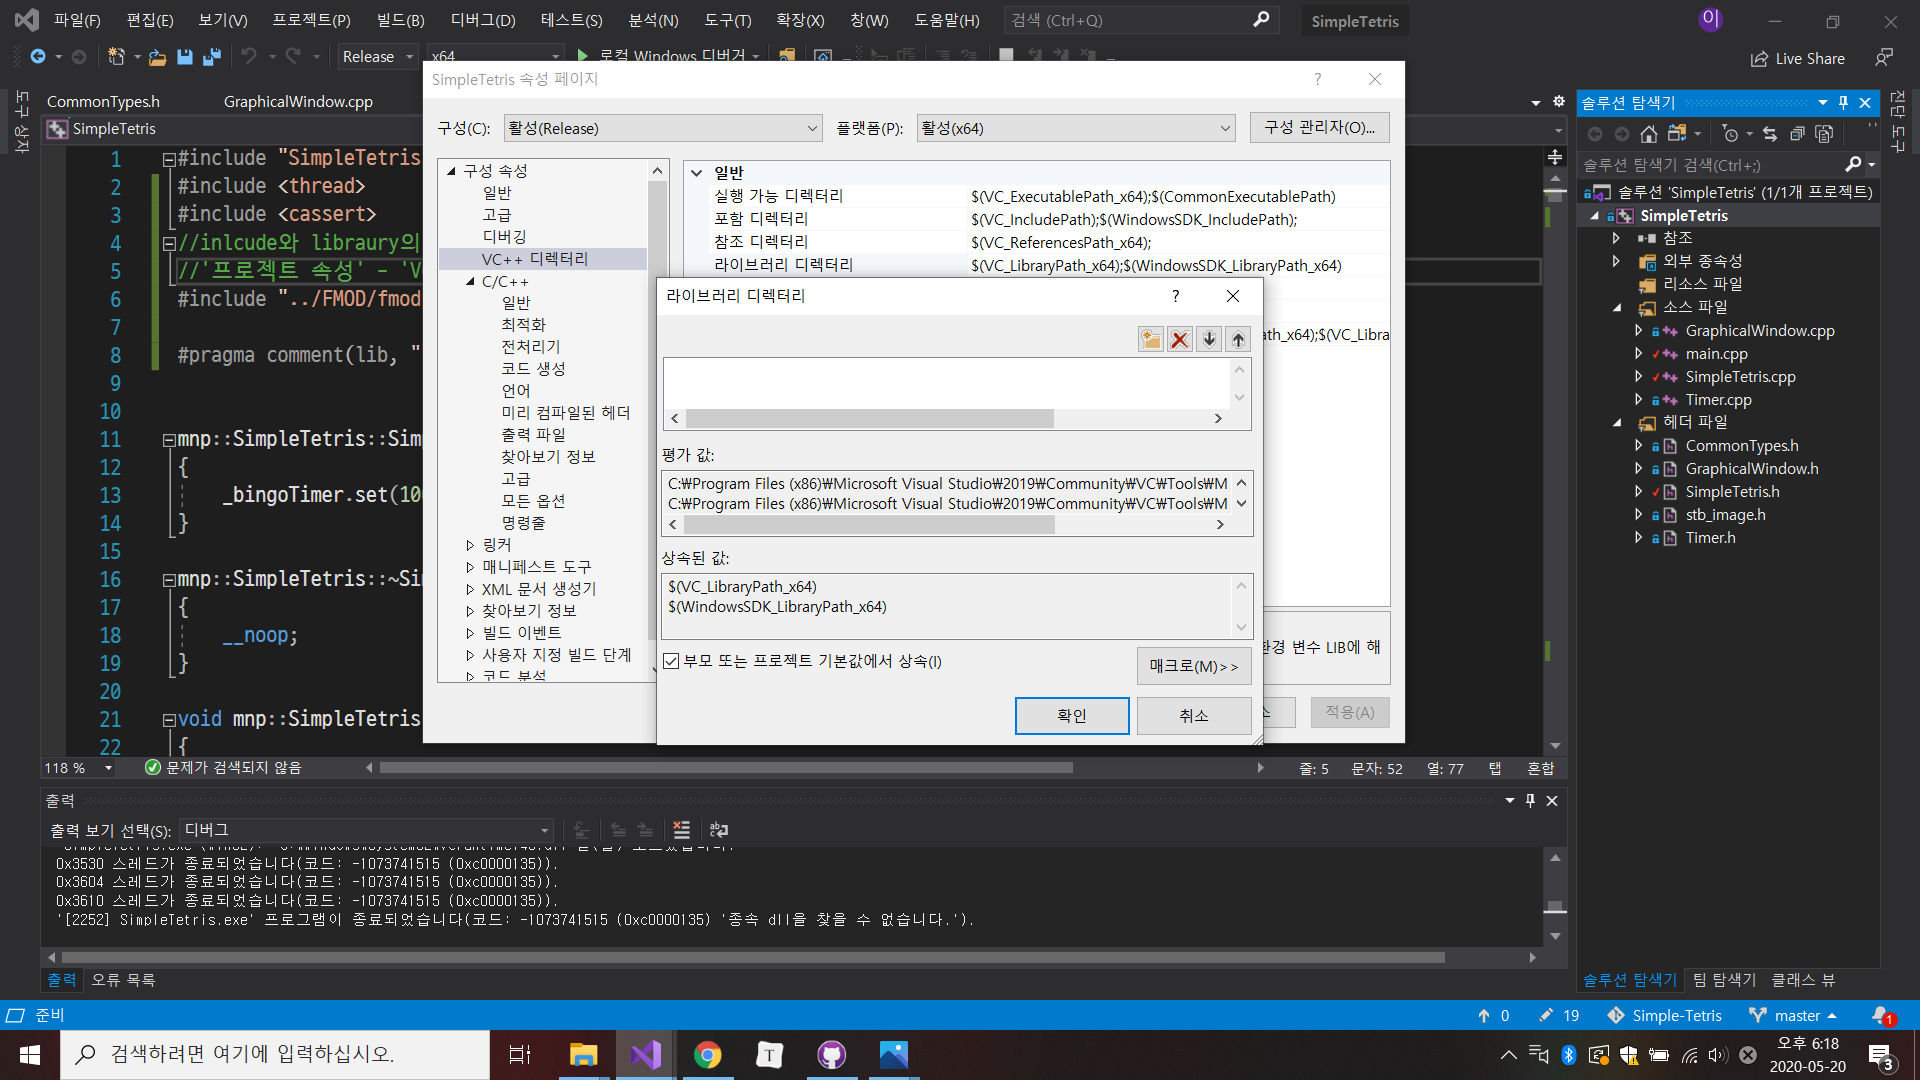 파일(F) 편집(E) 보기(V) 프로젝트(P) 빌드(B) 디버그(D) 테스트(S) 분석(N) 도구(T) 확장(X) 창(W) 도움말(H) 검색 (Ctrl+Q) SimpleTetris 이
Release x64 로컬 Windows 디버거 Live Share
도구 상자
CommonTypes.h GraphicalWindow.cpp
SimpleTetris
1 #include "SimpleTetris
2 #include <thread>
3 #include <cassert>
4 //inlcude와 libraury의
5 //'프로젝트 속성' - 'V
6 #include "../FMOD/fmod
7
8 #pragma comment(lib, "
9
10
11 mnp::SimpleTetris::Sim
12 {
13 _bingoTimer.set(100
14 }
15
16 mnp::SimpleTetris::~Si
17 {
18 __noop;
19 }
20
21 void mnp::SimpleTetris
22 {
118 % 문제가 검색되지 않음 줄: 5 문자: 52 열: 77 탭 혼합
SimpleTetris 속성 페이지 ?
구성(C): 활성(Release) 플랫폼(P): 활성(x64) 구성 관리자(O)...
구성 속성
일반
고급
디버깅
VC++ 디렉터리
C/C++
일반
최적화
전처리기
코드 생성
언어
미리 컴파일된 헤더
출력 파일
찾아보기 정보
고급
모든 옵션
명령줄
링커
매니페스트 도구
XML 문서 생성기
찾아보기 정보
빌드 이벤트
사용자 지정 빌드 단계
코드 분석
일반
실행 가능 디렉터리 $(VC_ExecutablePath_x64);$(CommonExecutablePath)
포함 디렉터리 $(VC_IncludePath);$(WindowsSDK_IncludePath);
참조 디렉터리 $(VC_ReferencesPath_x64);
라이브러리 디렉터리 $(VC_LibraryPath_x64);$(WindowsSDK_LibraryPath_x64)
ath_x64);$(VC_Libra
환경 변수 LIB에 해
소 적용(A)
라이브러리 디렉터리 ?
평가 값:
C:₩Program Files (x86)₩Microsoft Visual Studio₩2019₩Community₩VC₩Tools₩M
C:₩Program Files (x86)₩Microsoft Visual Studio₩2019₩Community₩VC₩Tools₩M
상속된 값:
$(VC_LibraryPath_x64)
$(WindowsSDK_LibraryPath_x64)
부모 또는 프로젝트 기본값에서 상속(I) 매크로(M)>>
확인 취소
솔루션 탐색기
솔루션 탐색기 검색(Ctrl+;)
솔루션 'SimpleTetris' (1/1개 프로젝트)
SimpleTetris
참조
외부 종속성
리소스 파일
소스 파일
GraphicalWindow.cpp
main.cpp
SimpleTetris.cpp
Timer.cpp
헤더 파일
CommonTypes.h
GraphicalWindow.h
SimpleTetris.h
stb_image.h
Timer.h
솔루션 탐색기 팀 탐색기 클래스 뷰
진단 도구
출력
출력 보기 선택(S): 디버그
0x3530 스레드가 종료되었습니다(코드: -1073741515 (0xc0000135)).
0x3604 스레드가 종료되었습니다(코드: -1073741515 (0xc0000135)).
0x3610 스레드가 종료되었습니다(코드: -1073741515 (0xc0000135)).
'[2252] SimpleTetris.exe' 프로그램이 종료되었습니다(코드: -1073741515 (0xc0000135) '종속 dll을 찾을 수 없습니다.').
출력 오류 목록
준비 0 19 Simple-Tetris master 1
검색하려면 여기에 입력하십시오. T 오후 6:18
2020-05-20 3